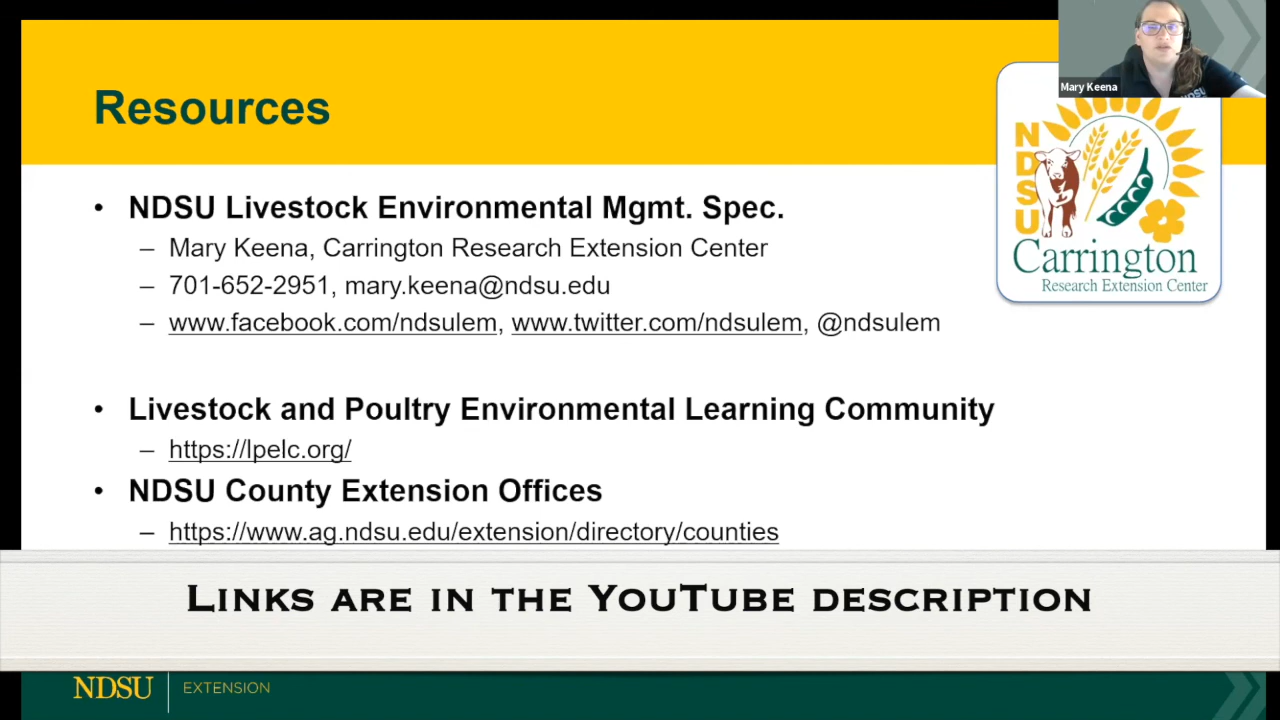 Mary Keena
Resources
NDSU
Carrington
Research Extension Center
• NDSU Livestock Environmental Mgmt. Spec.
– Mary Keena, Carrington Research Extension Center
– 701-652-2951, mary.keena@ndsu.edu
– www.facebook.com/ndsulem, www.twitter.com/ndsulem, @ndsulem
• Livestock and Poultry Environmental Learning Community
– https://lpelc.org/
• NDSU County Extension Offices
– https://www.ag.ndsu.edu/extension/directory/counties
LINKS ARE IN THE YOUTUBE DESCRIPTION
NDSU EXTENSION